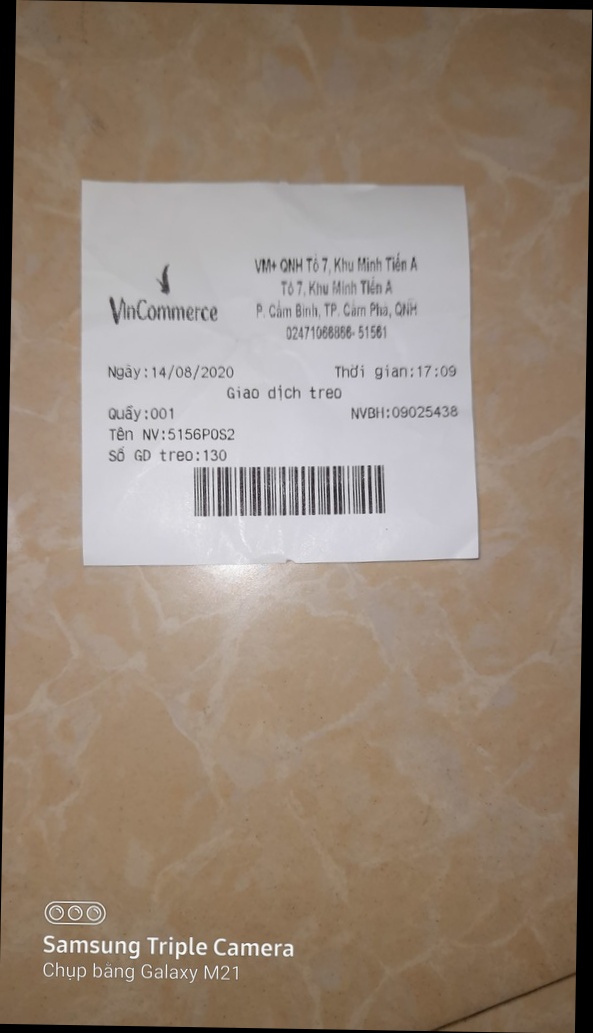 VinCommerce
VM+ QNH Tổ 7, Khu Minh Tiến A
Tổ 7, Khu Minh Tiến A
P. Cẩm Bình, TP. Cẩm Phả, QNH
02471066866- 51561
Ngày:14/08/2020 Thời gian:17:09
Giao dịch treo
Quầy:001 NVBH:09025438
Tên NV:5156POS2
Số GD treo:130
Samsung Triple Camera
Chụp bằng Galaxy M21